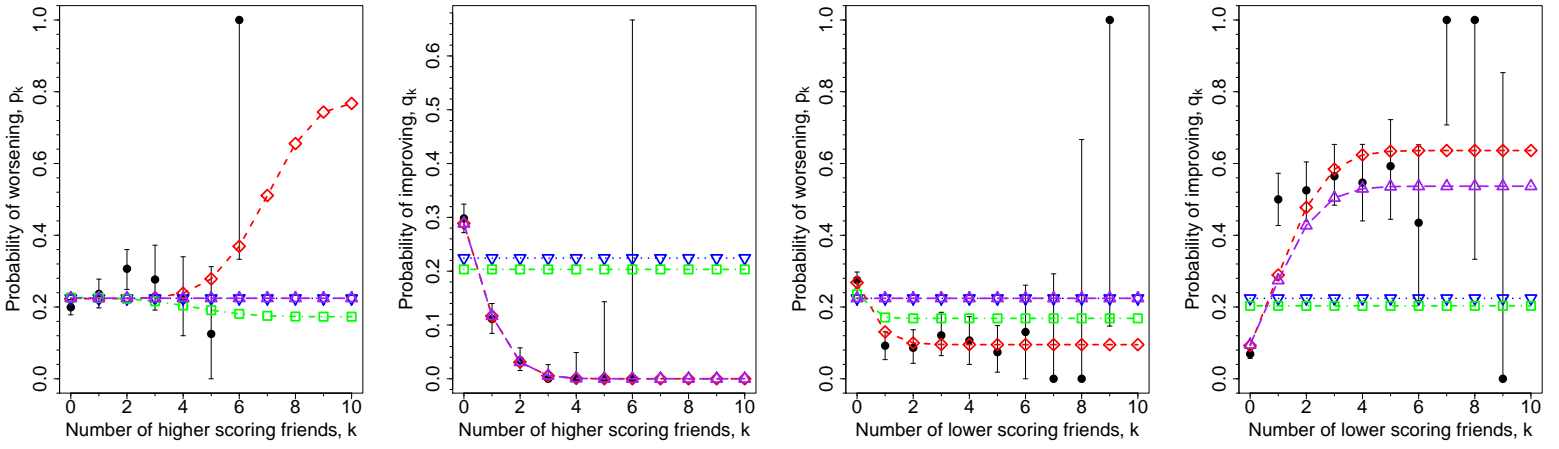 Probability of worsening, pk
0.0 0.2 0.4 0.6 0.8 1.0
0 2 4 6 8 10
Number of higher scoring friends, k
Probability of improving, qk
0.0 0.1 0.2 0.3 0.4 0.5 0.6
0 2 4 6 8 10
Number of higher scoring friends, k
Probability of worsening, pk
0.0 0.2 0.4 0.6 0.8 1.0
0 2 4 6 8 10
Number of lower scoring friends, k
Probability of improving, qk
0.0 0.2 0.4 0.6 0.8 1.0
0 2 4 6 8 10
Number of lower scoring friends, k